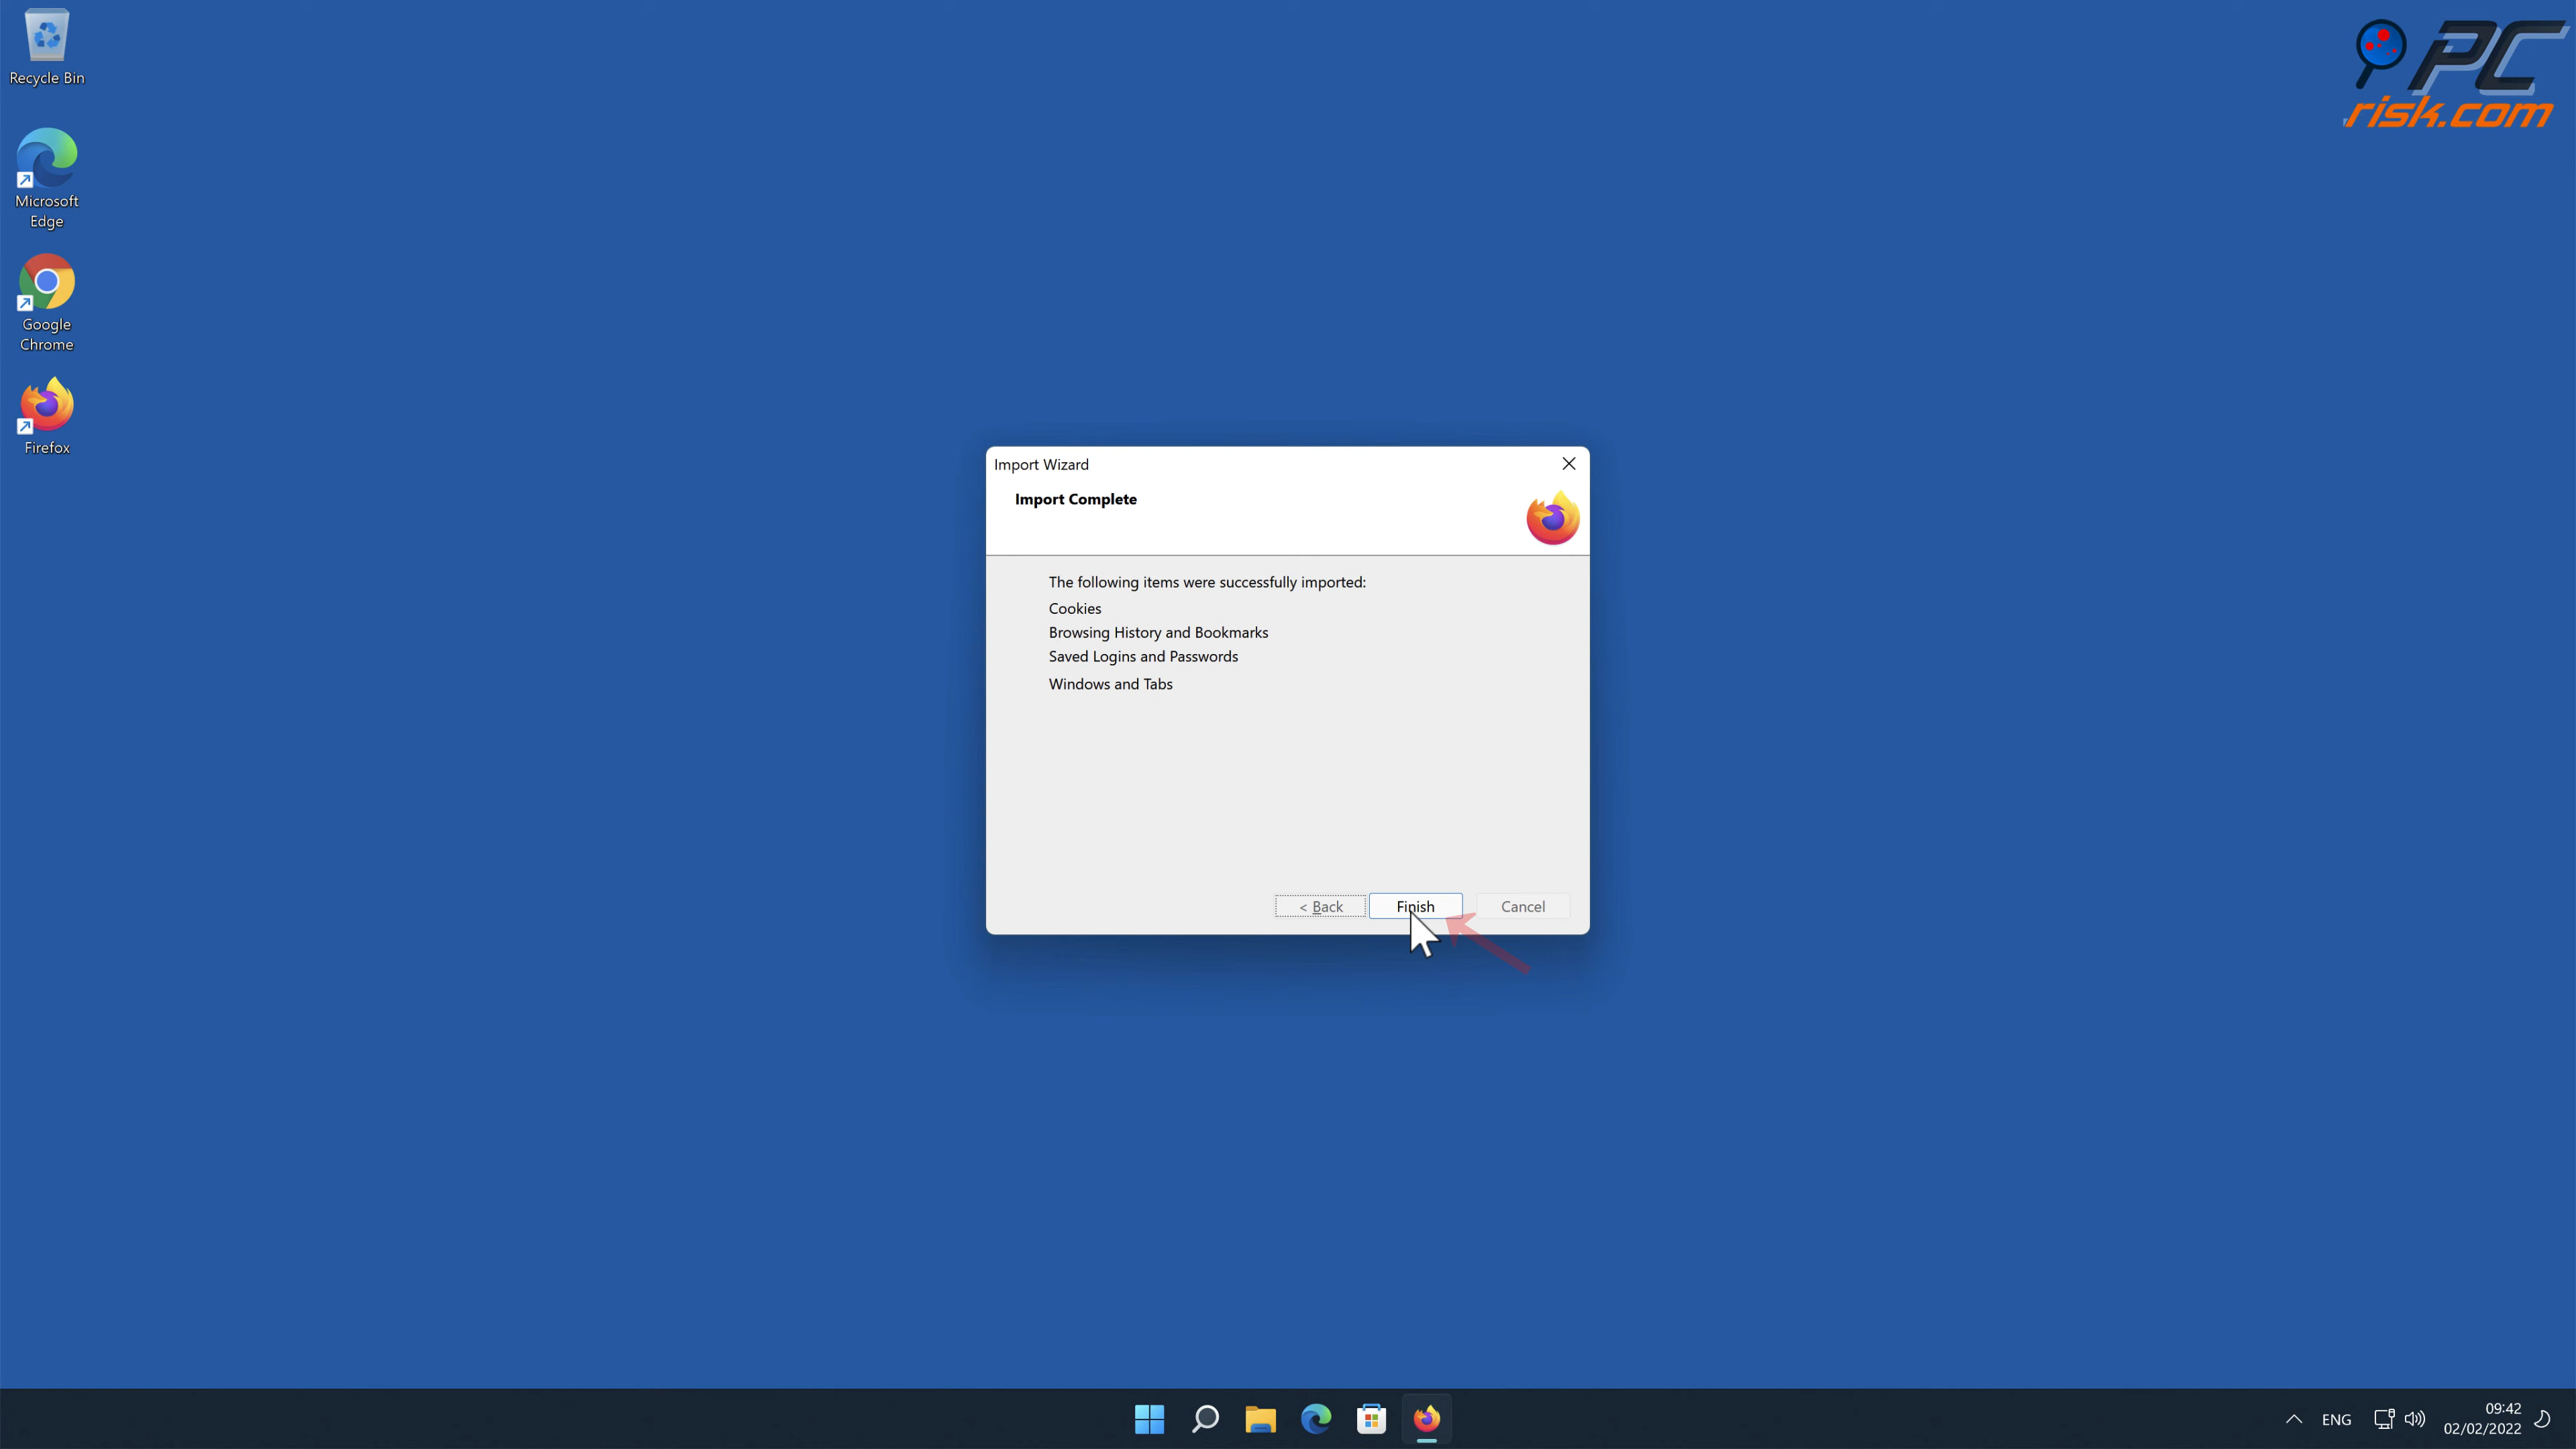 Recycle Bin
Microsoft
Edge
Google
Chrome
Firefox
PC
risk.com
Import Wizard
Import Complete
The following items were successfully imported:
Cookies
Browsing History and Bookmarks
Saved Logins and Passwords
Windows and Tabs
< Back
Finish
Cancel
ENG
09:42
02/02/2022